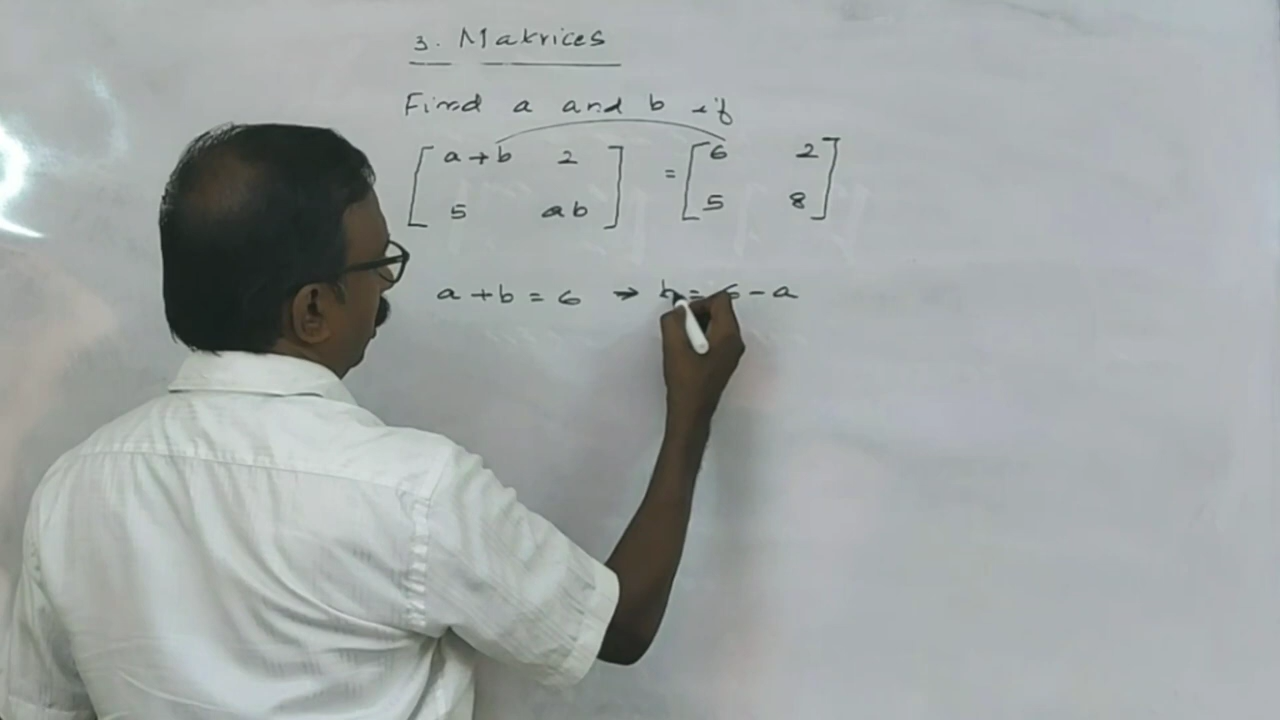 3. Matrices
Find a and b if
[ a+b 2 ] = [ 6 2 ]
[ 5 ab ] [ 5 8 ]
a + b = 6 → b = 6 - a